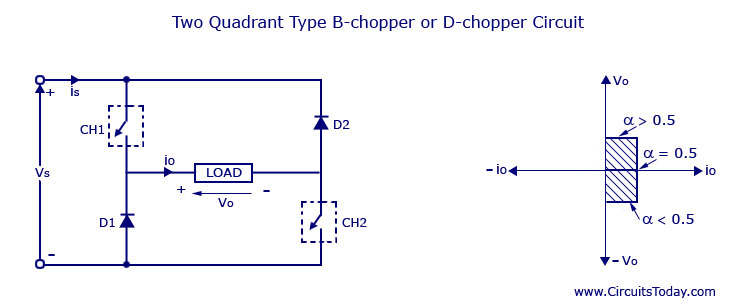 Two Quadrant Type B-chopper or D-chopper Circuit
+
is
CH1
D2
io
LOAD
Vs
+
-
Vo
D1
CH2
-
Vo
α > 0.5
α = 0.5
- io
io
α < 0.5
- Vo
www.CircuitsToday.com